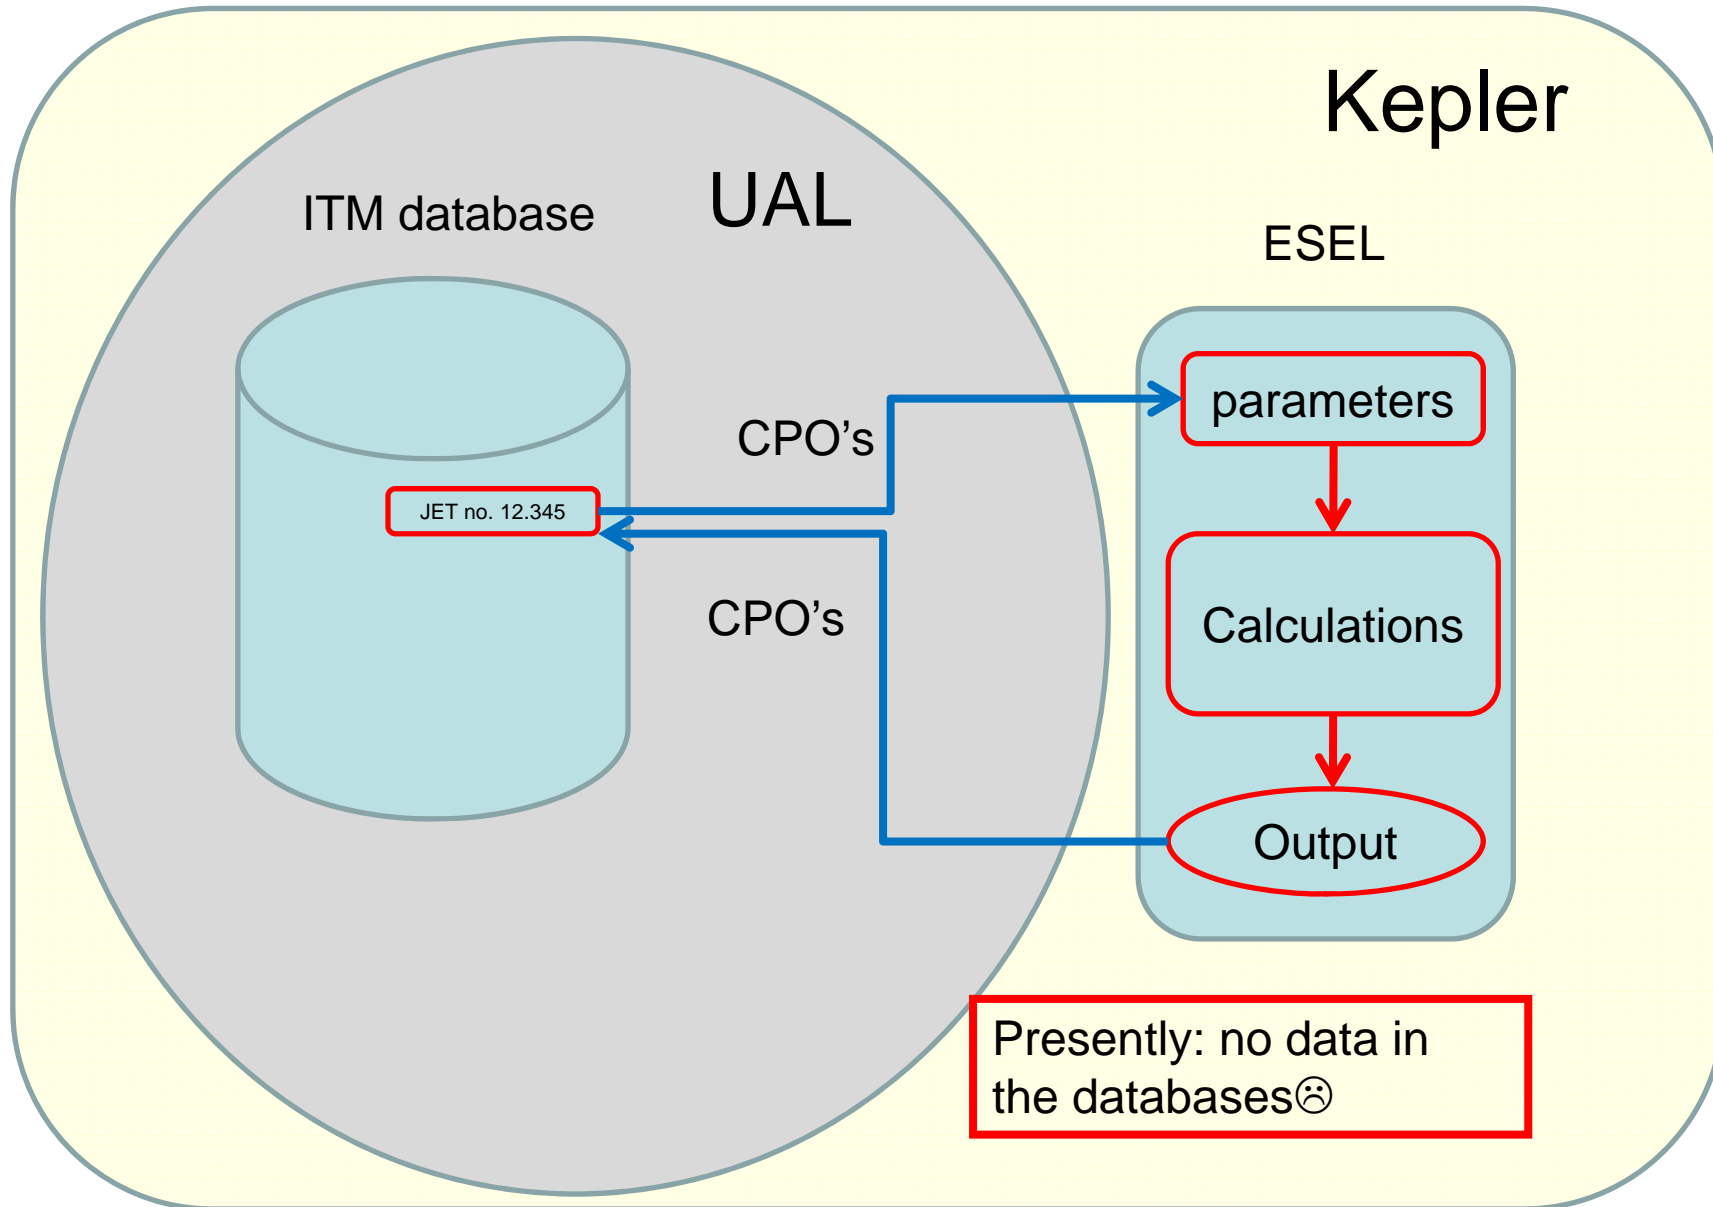 Kepler
UAL
ITM database
ESEL
parameters
CPO's
JET no. 12.345
CPO's
Calculations
Output
Presently: no data in
the databases☹